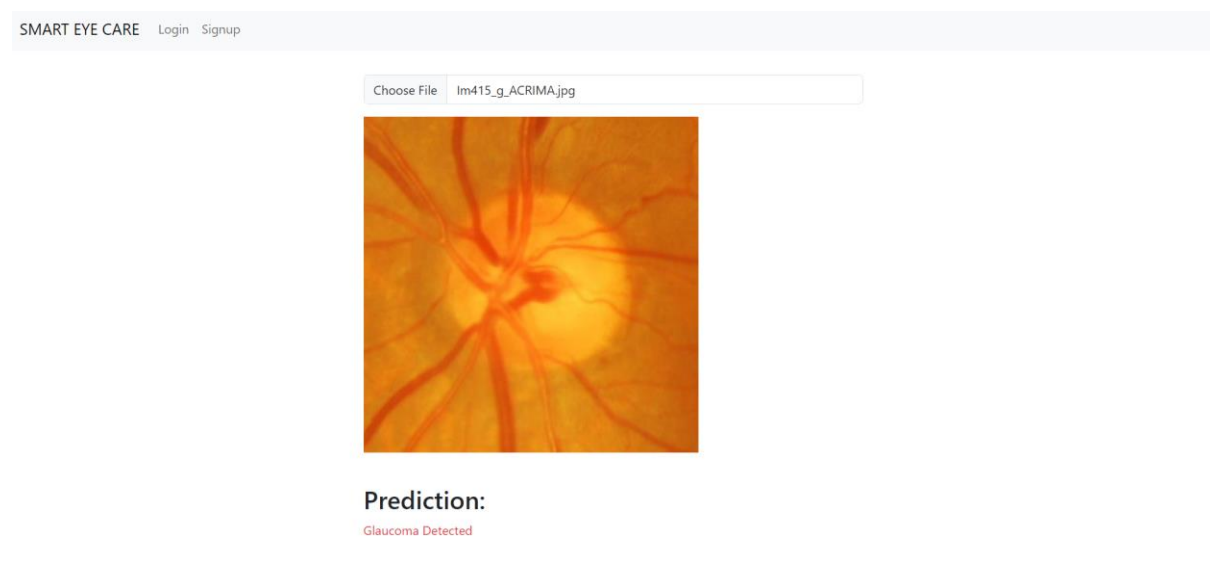 SMART EYE CARE Login Signup
Choose File Im415_g_ACRIMA.jpg
Prediction:
Glaucoma Detected